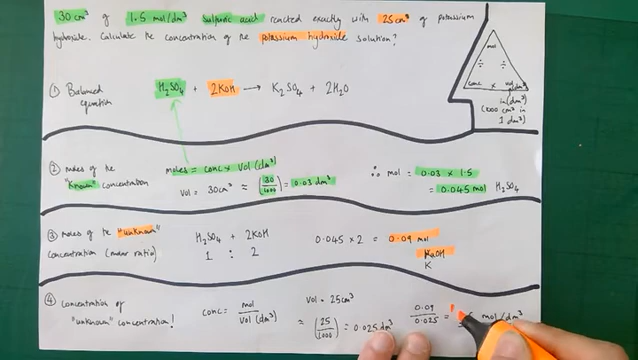 30 cm³ of 1.5 mol/dm³ Sulfuric acid reacted exactly with 25 cm³ of potassium
hydroxide. Calculate the concentration of the potassium hydroxide solution?
mol
÷ ÷
conc x vol (dm³)
in (dm³)
(1000 cm³ in
1 dm³)
① Balanced
equation
H₂SO₄ + 2KOH → K₂SO₄ + 2H₂O
② moles of the
"known" concentration
moles = conc x vol (dm³)
vol = 30cm³ ≈ (30/1000) = 0.03 dm³
∴ mol = 0.03 x 1.5
= 0.045 mol H₂SO₄
③ moles of the "unknown"
concentration (molar ratio)
H₂SO₄ + 2KOH
1 : 2
0.045 x 2 = 0.09 mol
OH
K
④ concentration of
"unknown" concentration!
conc = mol/vol (dm³)
vol = 25cm³
≈ (25/1000) = 0.025 dm³
0.09/0.025 = mol/dm³